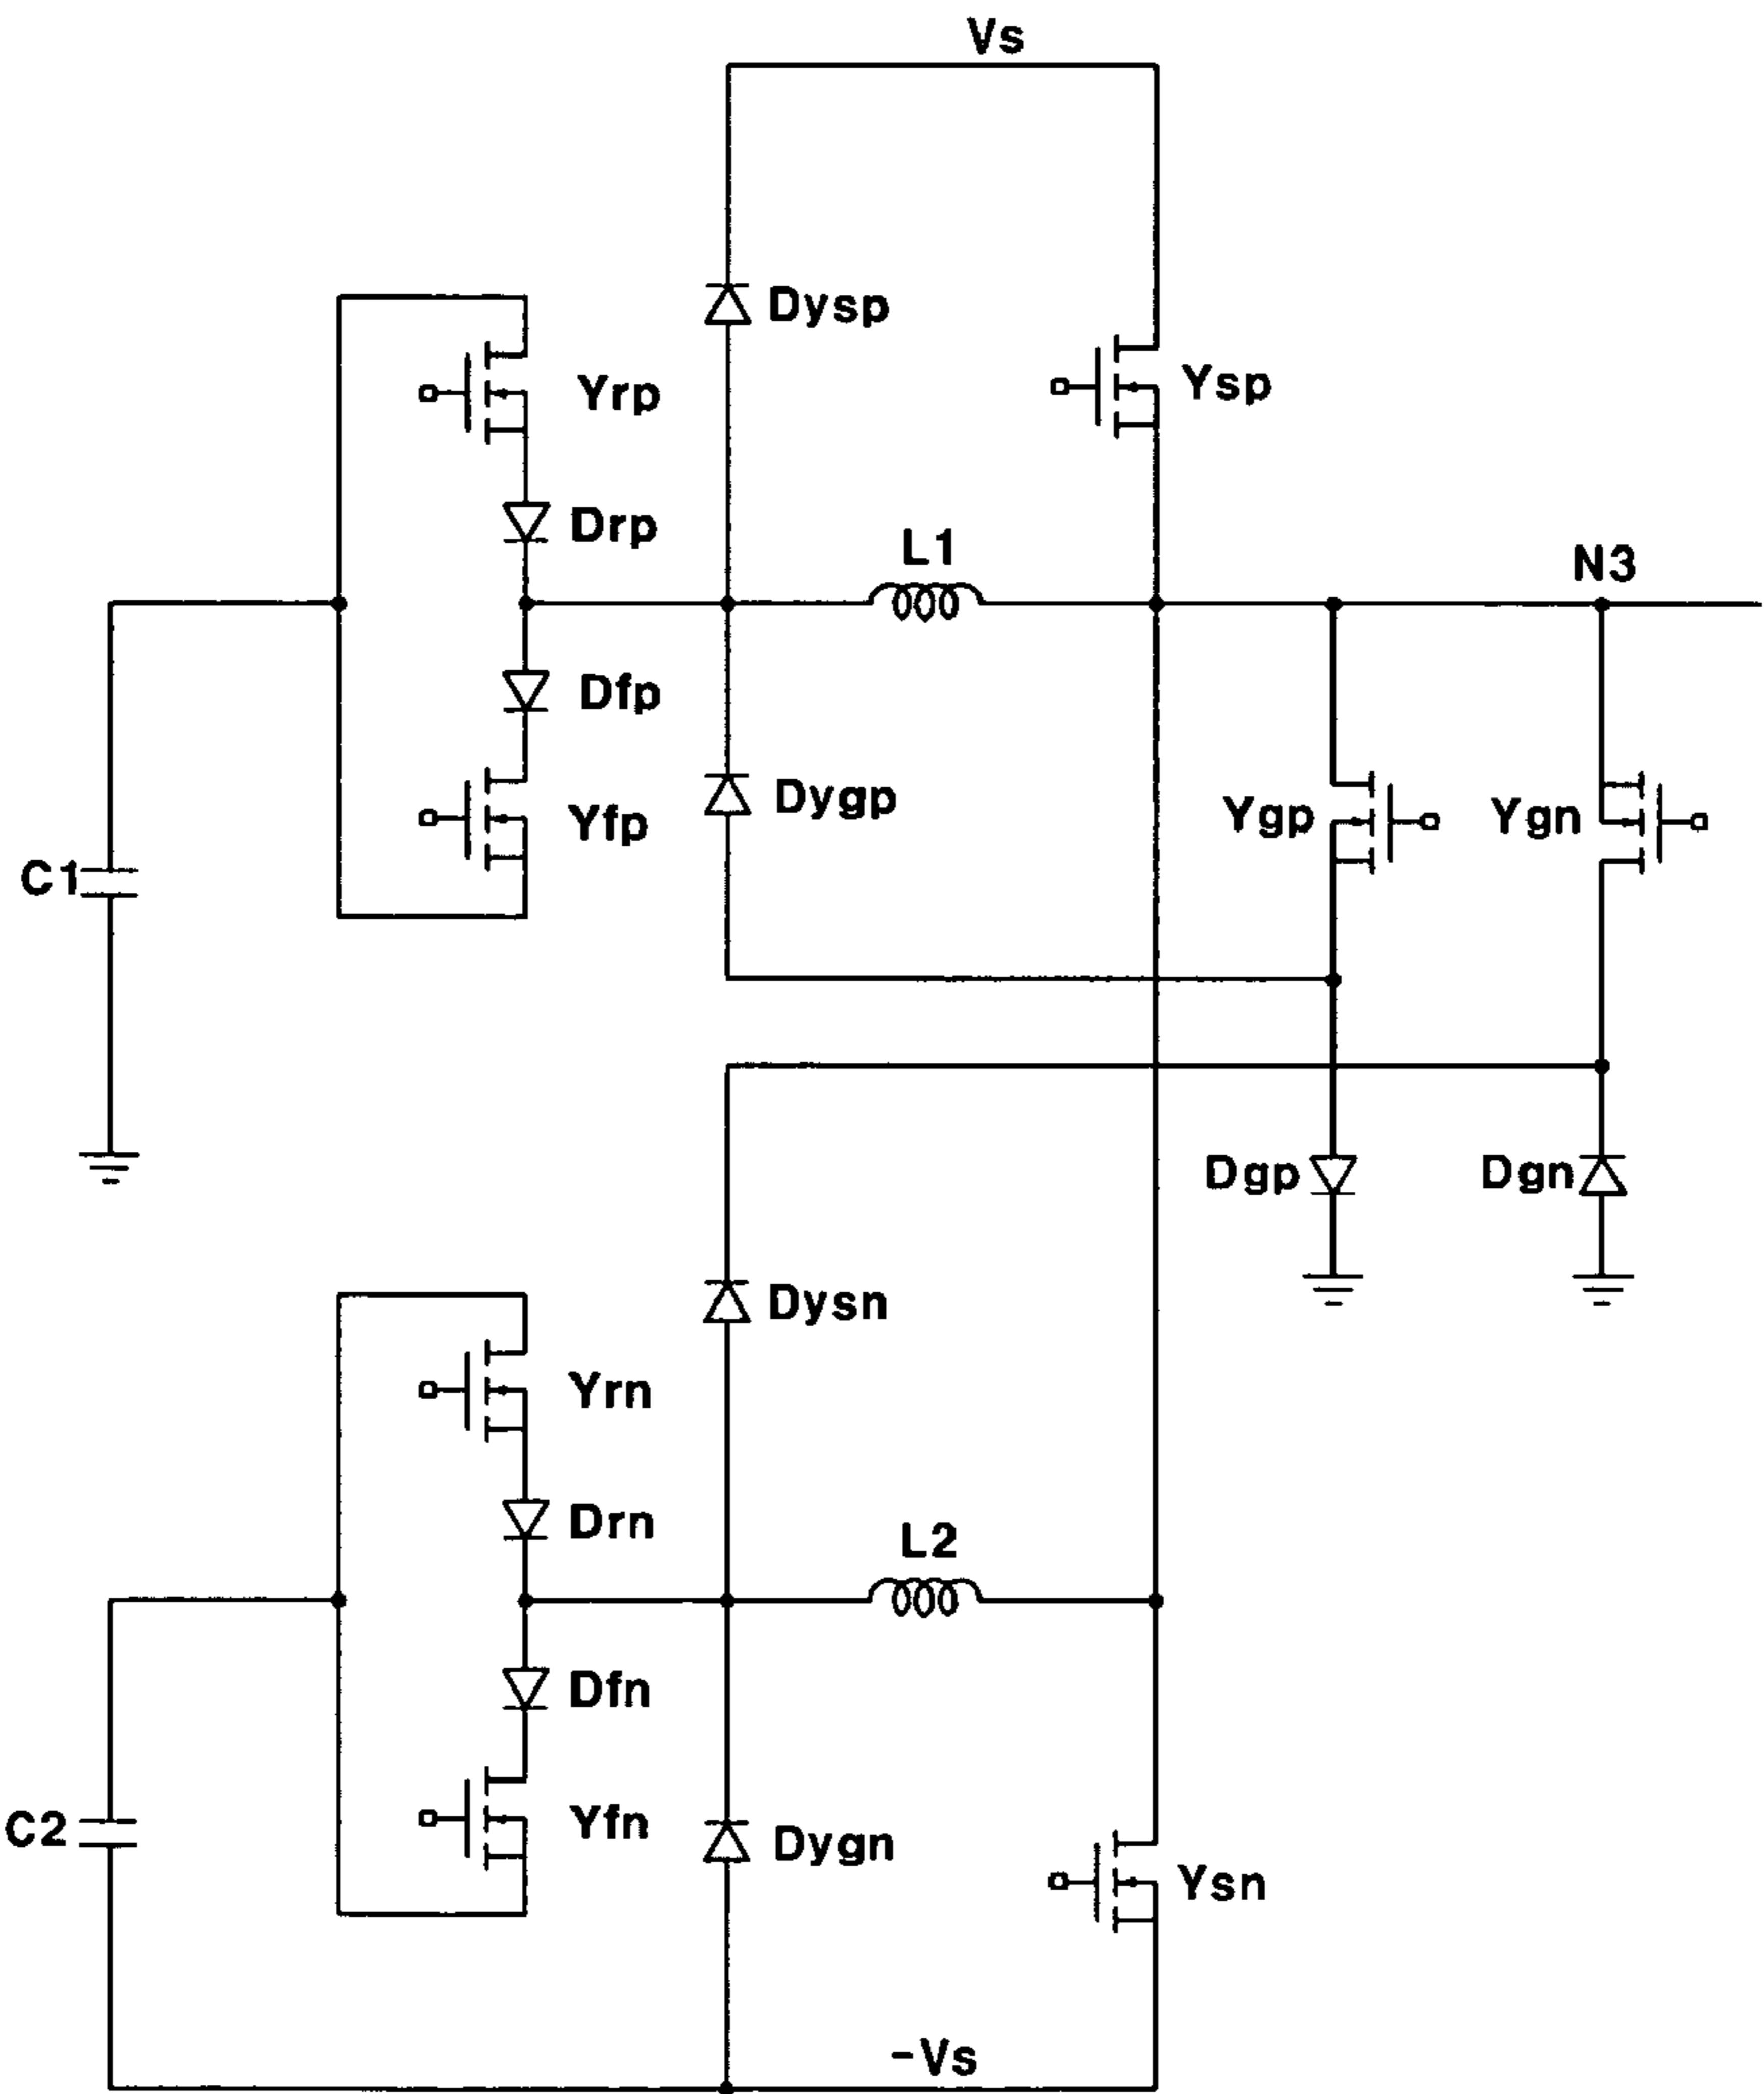 Vs
Dysp
Yrp
Ysp
Drp
L1
N3
Dfp
Yfp
Dygp
Ygp
Ygn
C1
Dgp
Dgn
Dysn
Yrn
Drn
L2
Dfn
Yfn
C2
Dygn
Ysn
-Vs